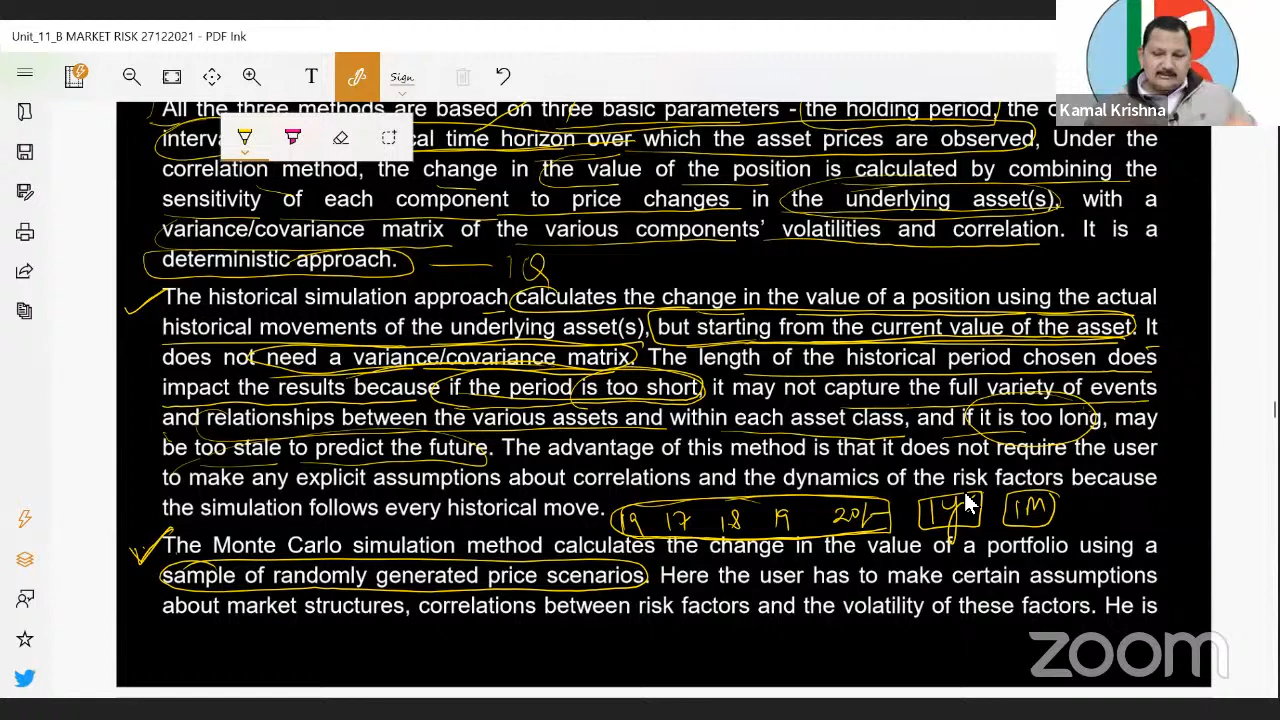 Unit_11_B MARKET RISK 27122021 - PDF Ink
T
Sign
Kamal Krishna
All the three methods are based on three basic parameters - the holding period, the
time horizon over which the asset prices are observed, Under the
correlation method, the change in the value of the position is calculated by combining the
sensitivity of each component to price changes in the underlying asset(s), with a
variance/covariance matrix of the various components' volatilities and correlation. It is a
deterministic approach.
The historical simulation approach calculates the change in the value of a position using the actual
historical movements of the underlying asset(s), but starting from the current value of the asset. It
does not need a variance/covariance matrix. The length of the historical period chosen does
impact the results because if the period is too short, it may not capture the full variety of events
and relationships between the various assets and within each asset class, and if it is too long, may
be too stale to predict the future. The advantage of this method is that it does not require the user
to make any explicit assumptions about correlations and the dynamics of the risk factors because
the simulation follows every historical move.
19 17 18 19 1M
The Monte Carlo simulation method calculates the change in the value of a portfolio using a
sample of randomly generated price scenarios. Here the user has to make certain assumptions
about market structures, correlations between risk factors and the volatility of these factors. He is
zoom